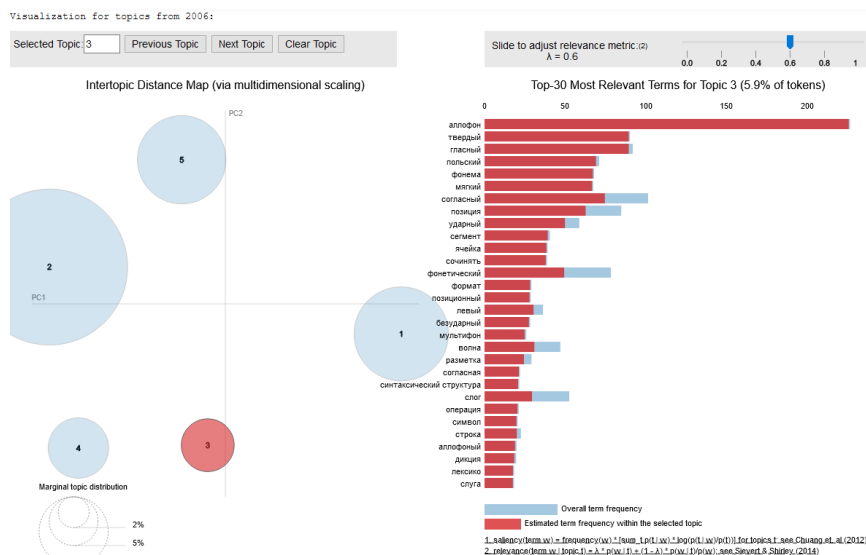 Visualization for topics from 2006:
Selected Topic: 3 Previous Topic Next Topic Clear Topic
Slide to adjust relevance metric:(2)
λ = 0.6
0.0 0.2 0.4 0.6 0.8 1
Intertopic Distance Map (via multidimensional scaling)
PC2
PC1
5
2
1
4
3
Marginal topic distribution
2%
5%
Top-30 Most Relevant Terms for Topic 3 (5.9% of tokens)
0 50 100 150 200
аллофон
твердый
гласный
польский
фонема
мягкий
согласный
позиция
ударный
сегмент
ячейка
сочинять
фонетический
формат
позиционный
левый
безударный
мультифон
волна
разметка
согласная
синтаксический структура
слог
операция
символ
строка
аллофоный
дикция
лексико
слуга
Overall term frequency
Estimated term frequency within the selected topic
1. saliency(term w) = frequency(w) * [sum_t p(t | w) * log(p(t | w)/p(t))] for topics t; see Chuang et. al (2012)
2. relevance(term w | topic t) = λ * p(w | t) + (1 - λ) * p(w | t)/p(w); see Sievert & Shirley (2014)